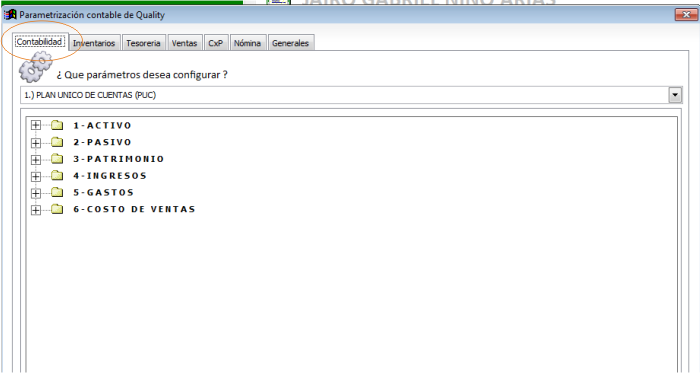 JAIRO GABRIEL NIÑO ARIAS
Parametrización contable de Quality
Contabilidad Inventarios Tesoreria Ventas CxP Nómina Generales
¿ Que parámetros desea configurar ?
1.) PLAN UNICO DE CUENTAS (PUC)
1-ACTIVO
2-PASIVO
3-PATRIMONIO
4-INGRESOS
5-GASTOS
6-COSTO DE VENTAS